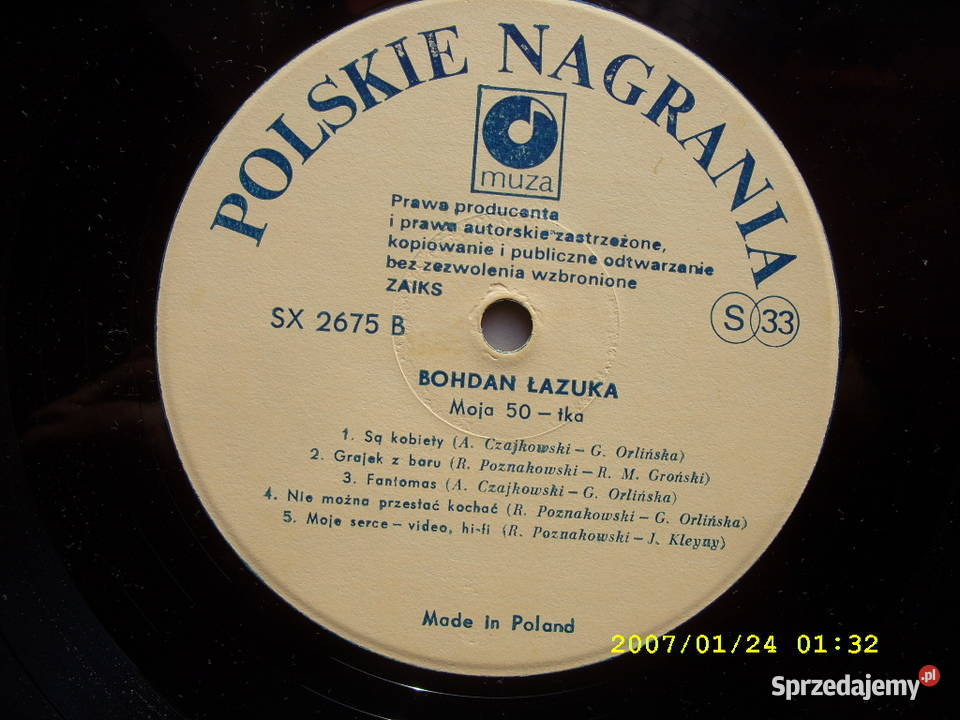 POLSKIE NAGRANIA
muza
Prawa producenta
i prawa autorskie zastrzeżone,
kopiowanie i publiczne odtwarzanie
bez zezwolenia wzbronione
ZAIKS
SX 2675 B
S 33
BOHDAN ŁAZUKA
Moja 50 – tka
1. Są kobiety (A. Czajkowski – G. Orlińska)
2. Grajek z baru (R. Poznakowski – R. M. Groński)
3. Fantomas (A. Czajkowski – G. Orlińska)
4. Nie można przestać kochać (R. Poznakowski – G. Orlińska)
5. Moje serce – video, hi-fi (R. Poznakowski – J. Kleyny)
Made in Poland
2007/01/24 01:32
Sprzedajemy.pl